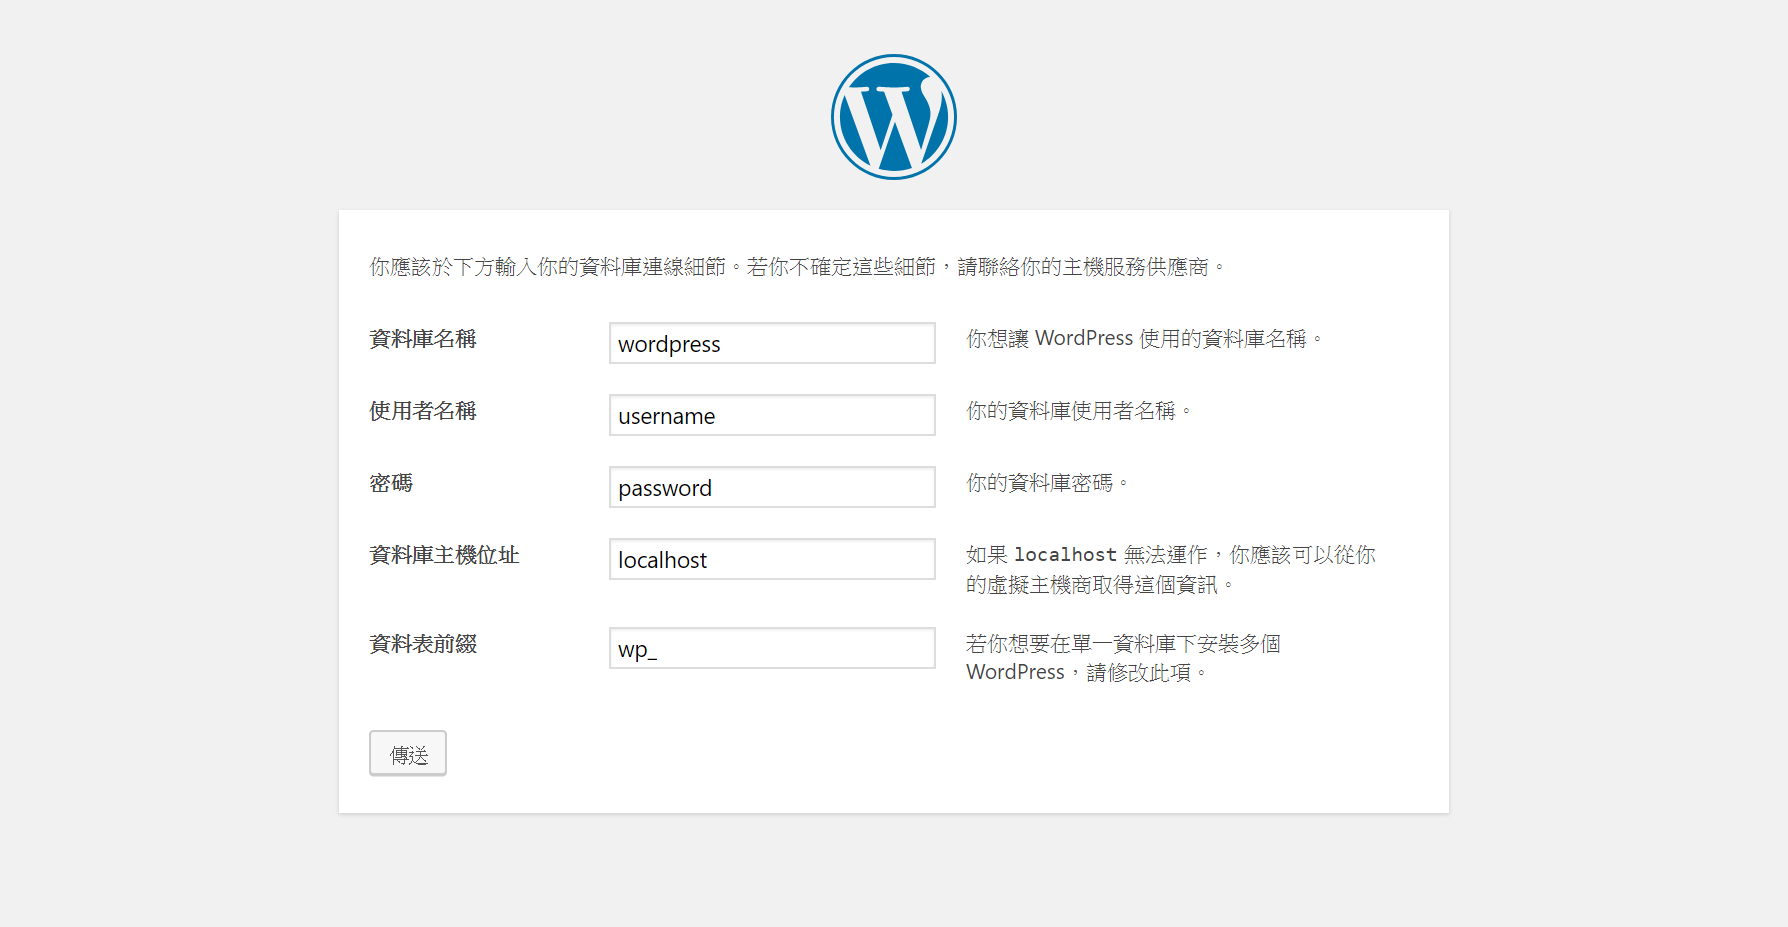 你應該於下方輸入你的資料庫連線細節。若你不確定這些細節，請聯絡你的主機服務供應商。
資料庫名稱 wordpress 你想讓 WordPress 使用的資料庫名稱。
使用者名稱 username 你的資料庫使用者名稱。
密碼 password 你的資料庫密碼。
資料庫主機位址 localhost 如果 localhost 無法運作，你應該可以從你
的虛擬主機商取得這個資訊。
資料表前綴 wp_ 若你想要在單一資料庫下安裝多個
WordPress，請修改此項。
傳送